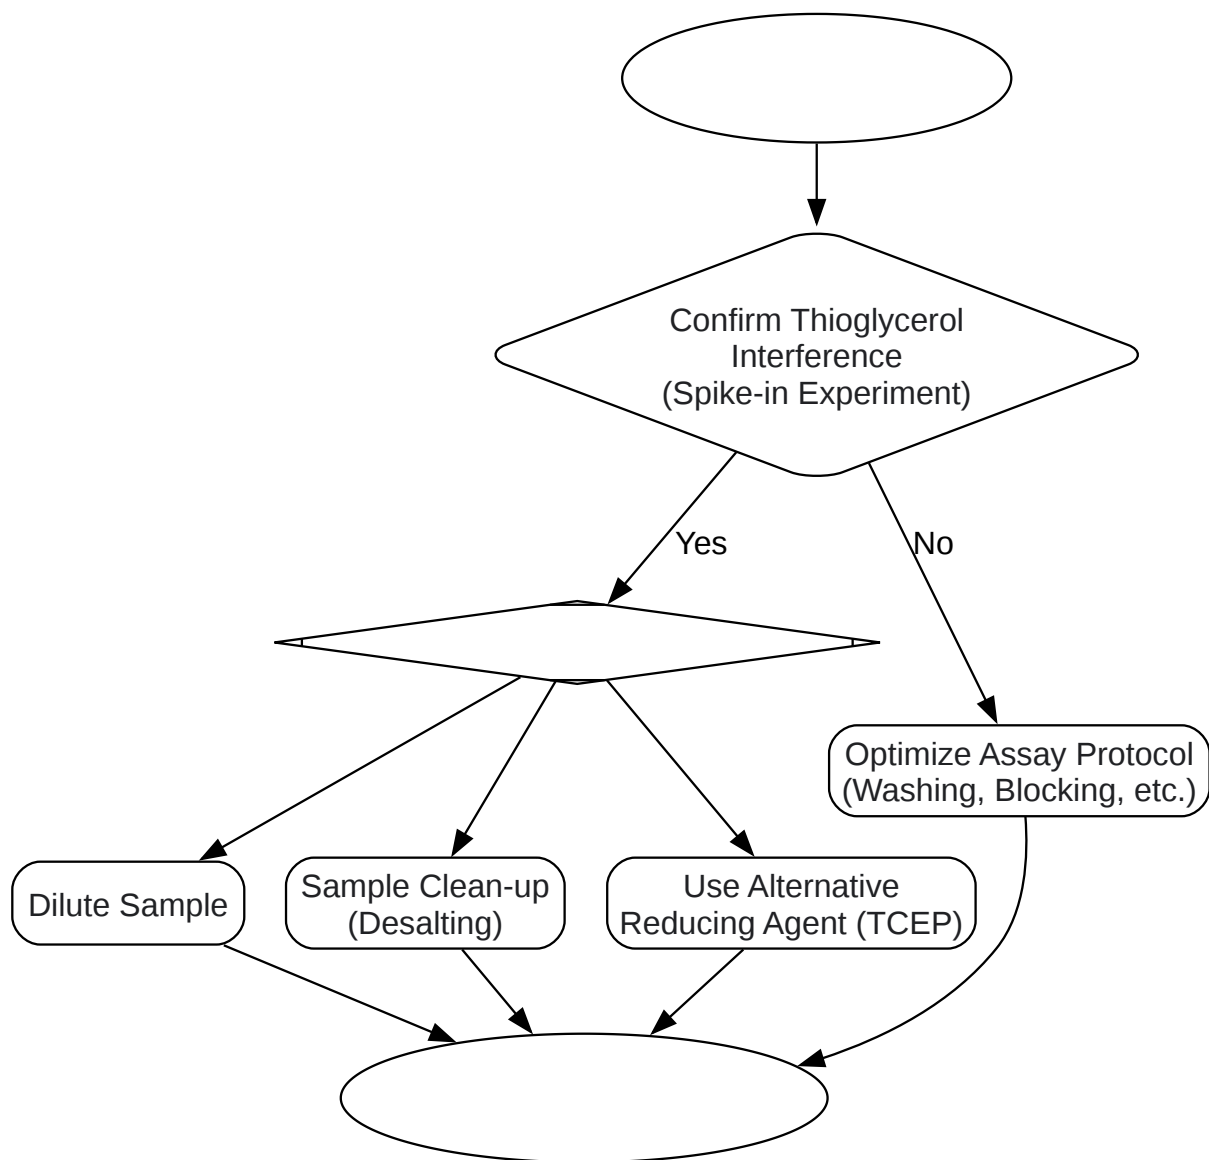 Confirm Thioglycerol
Interference
(Spike-in Experiment)
Yes
No
Optimize Assay Protocol
(Washing, Blocking, etc.)
Dilute Sample
Sample Clean-up
(Desalting)
Use Alternative
Reducing Agent (TCEP)